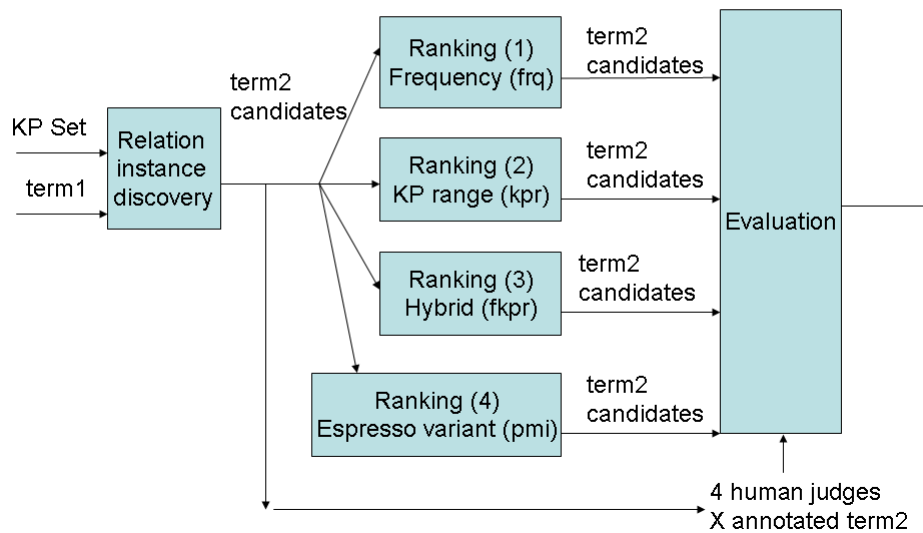 KP Set
term1
Relation
instance
discovery
term2
candidates
Ranking (1)
Frequency (frq)
term2
candidates
Ranking (2)
KP range (kpr)
term2
candidates
Ranking (3)
Hybrid (fkpr)
term2
candidates
Ranking (4)
Espresso variant (pmi)
term2
candidates
Evaluation
4 human judges
X annotated term2